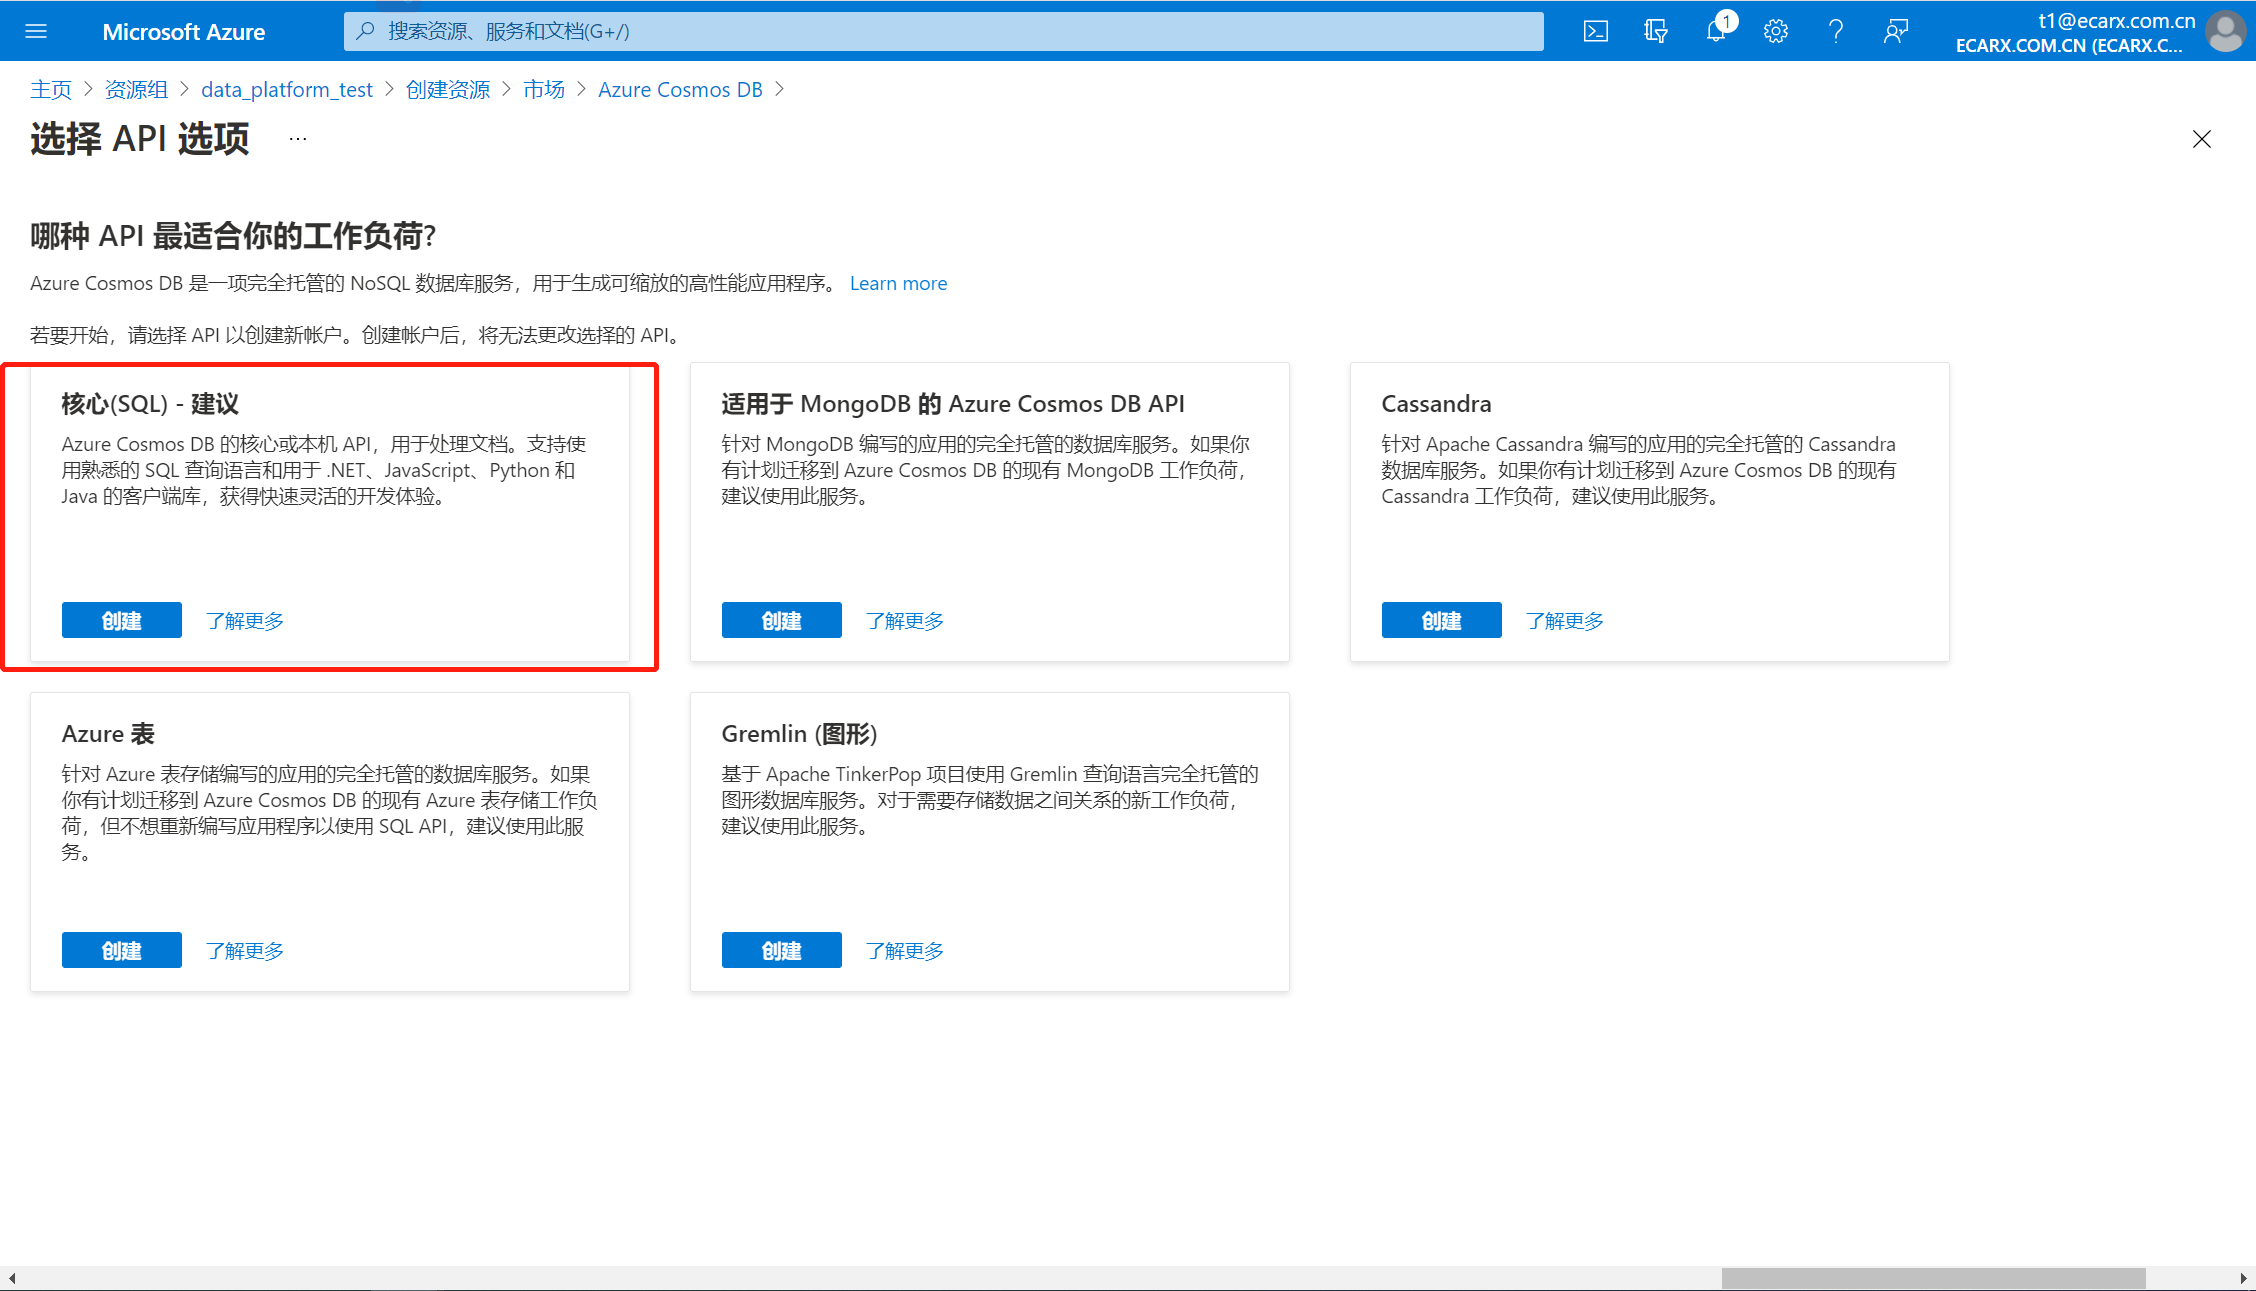 Microsoft Azure
搜索资源、服务和文档(G+/)
1
t1@ecarx.com.cn
ECARX.COM.CN (ECARX.C...
主页 > 资源组 > data_platform_test > 创建资源 > 市场 > Azure Cosmos DB >
选择 API 选项 ...
哪种 API 最适合你的工作负荷?
Azure Cosmos DB 是一项完全托管的 NoSQL 数据库服务，用于生成可缩放的高性能应用程序。 Learn more
若要开始，请选择 API 以创建新帐户。创建帐户后，将无法更改选择的 API。
核心(SQL) - 建议
Azure Cosmos DB 的核心或本机 API，用于处理文档。支持使
用熟悉的 SQL 查询语言和用于 .NET、JavaScript、Python 和
Java 的客户端库，获得快速灵活的开发体验。
创建 了解更多
适用于 MongoDB 的 Azure Cosmos DB API
针对 MongoDB 编写的应用的完全托管的数据库服务。如果你
有计划迁移到 Azure Cosmos DB 的现有 MongoDB 工作负荷，
建议使用此服务。
创建 了解更多
Cassandra
针对 Apache Cassandra 编写的应用的完全托管的 Cassandra
数据库服务。如果你有计划迁移到 Azure Cosmos DB 的现有
Cassandra 工作负荷，建议使用此服务。
创建 了解更多
Azure 表
针对 Azure 表存储编写的应用的完全托管的数据库服务。如果
你有计划迁移到 Azure Cosmos DB 的现有 Azure 表存储工作负
荷，但不想重新编写应用程序以使用 SQL API，建议使用此服
务。
创建 了解更多
Gremlin (图形)
基于 Apache TinkerPop 项目使用 Gremlin 查询语言完全托管的
图形数据库服务。对于需要存储数据之间关系的新工作负荷，
建议使用此服务。
创建 了解更多